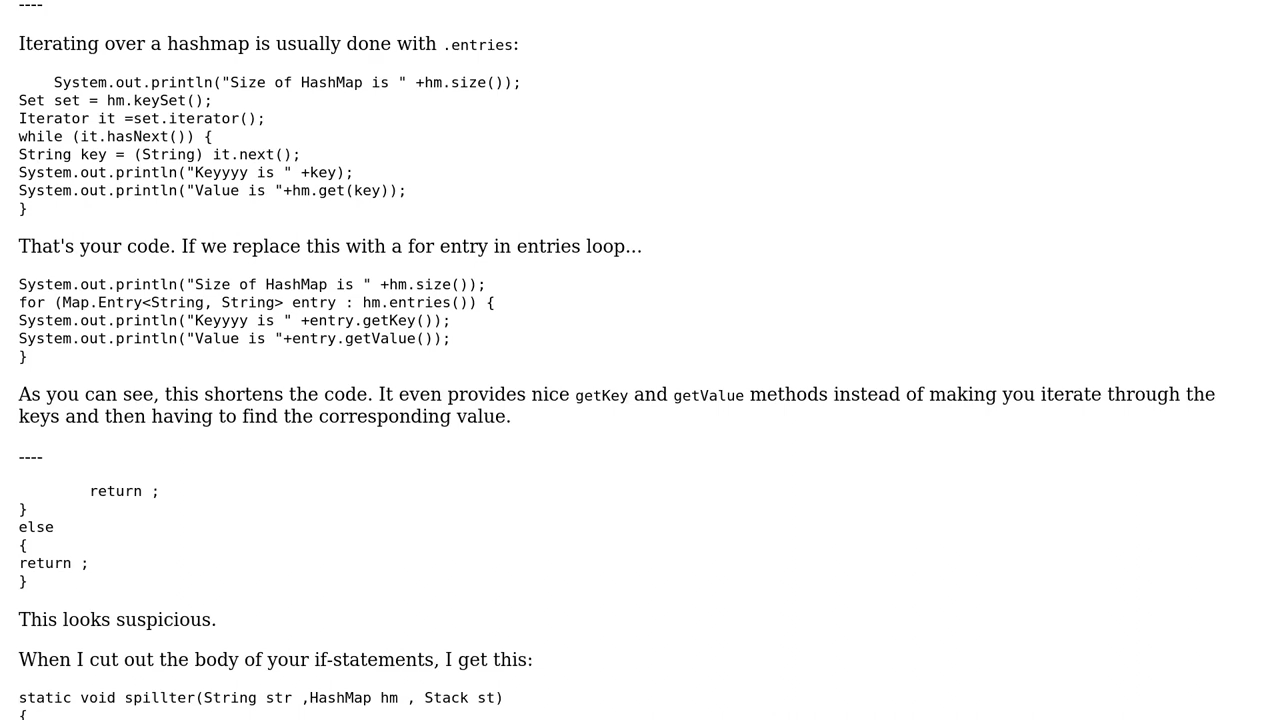 ----
Iterating over a hashmap is usually done with .entries:
    System.out.println("Size of HashMap is " +hm.size());
Set set = hm.keySet();
Iterator it =set.iterator();
while (it.hasNext()) {
String key = (String) it.next();
System.out.println("Keyyyy is " +key);
System.out.println("Value is "+hm.get(key));
}
That's your code. If we replace this with a for entry in entries loop...
System.out.println("Size of HashMap is " +hm.size());
for (Map.Entry<String, String> entry : hm.entries()) {
System.out.println("Keyyyy is " +entry.getKey());
System.out.println("Value is "+entry.getValue());
}
As you can see, this shortens the code. It even provides nice getKey and getValue methods instead of making you iterate through the
keys and then having to find the corresponding value.
----
        return ;
}
else
{
return ;
}
This looks suspicious.
When I cut out the body of your if-statements, I get this:
static void spillter(String str ,HashMap hm , Stack st)
{